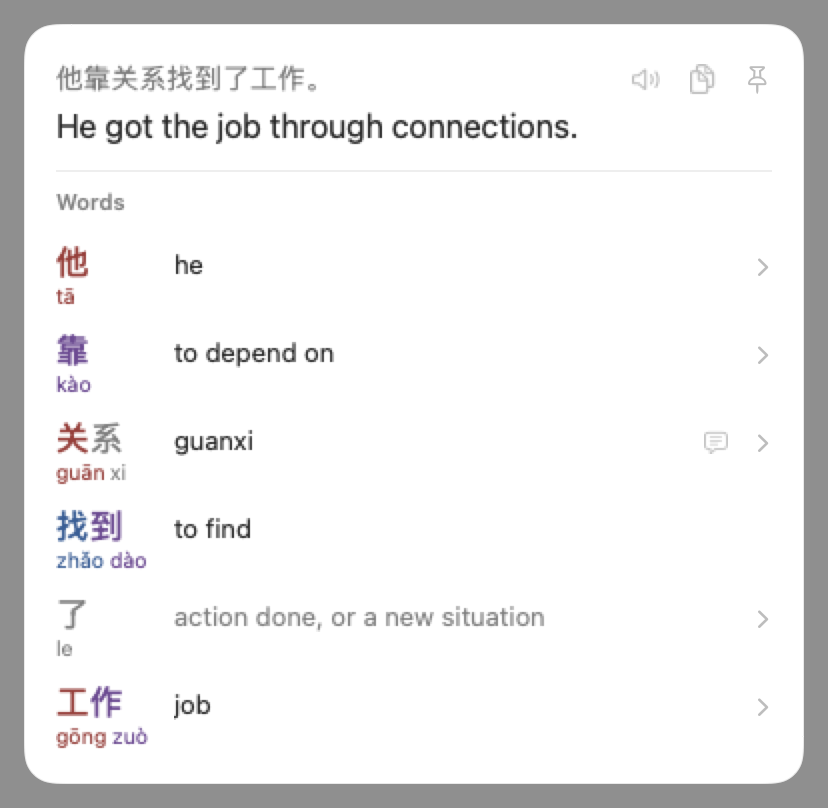 他靠关系找到了工作。
He got the job through connections.
Words
他 he
tā
靠 to depend on
kào
关系 guanxi
guān xi
找到 to find
zhǎo dào
了 action done, or a new situation
le
工作 job
gōng zuò